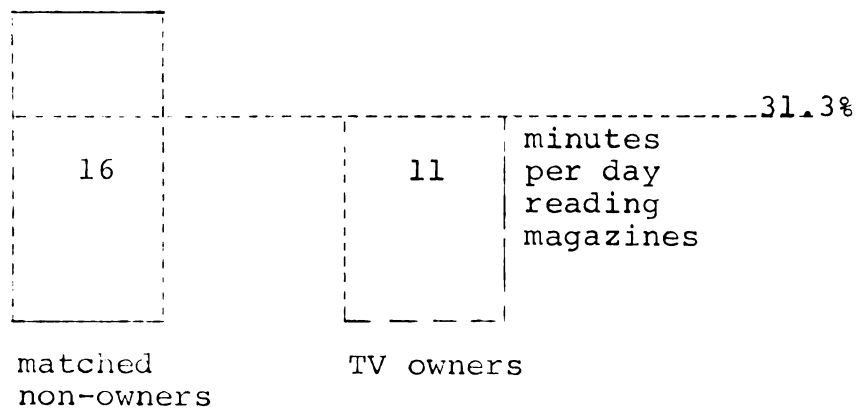 31.3%
16
11
minutes
per day
reading
magazines
matched
non-owners
TV owners